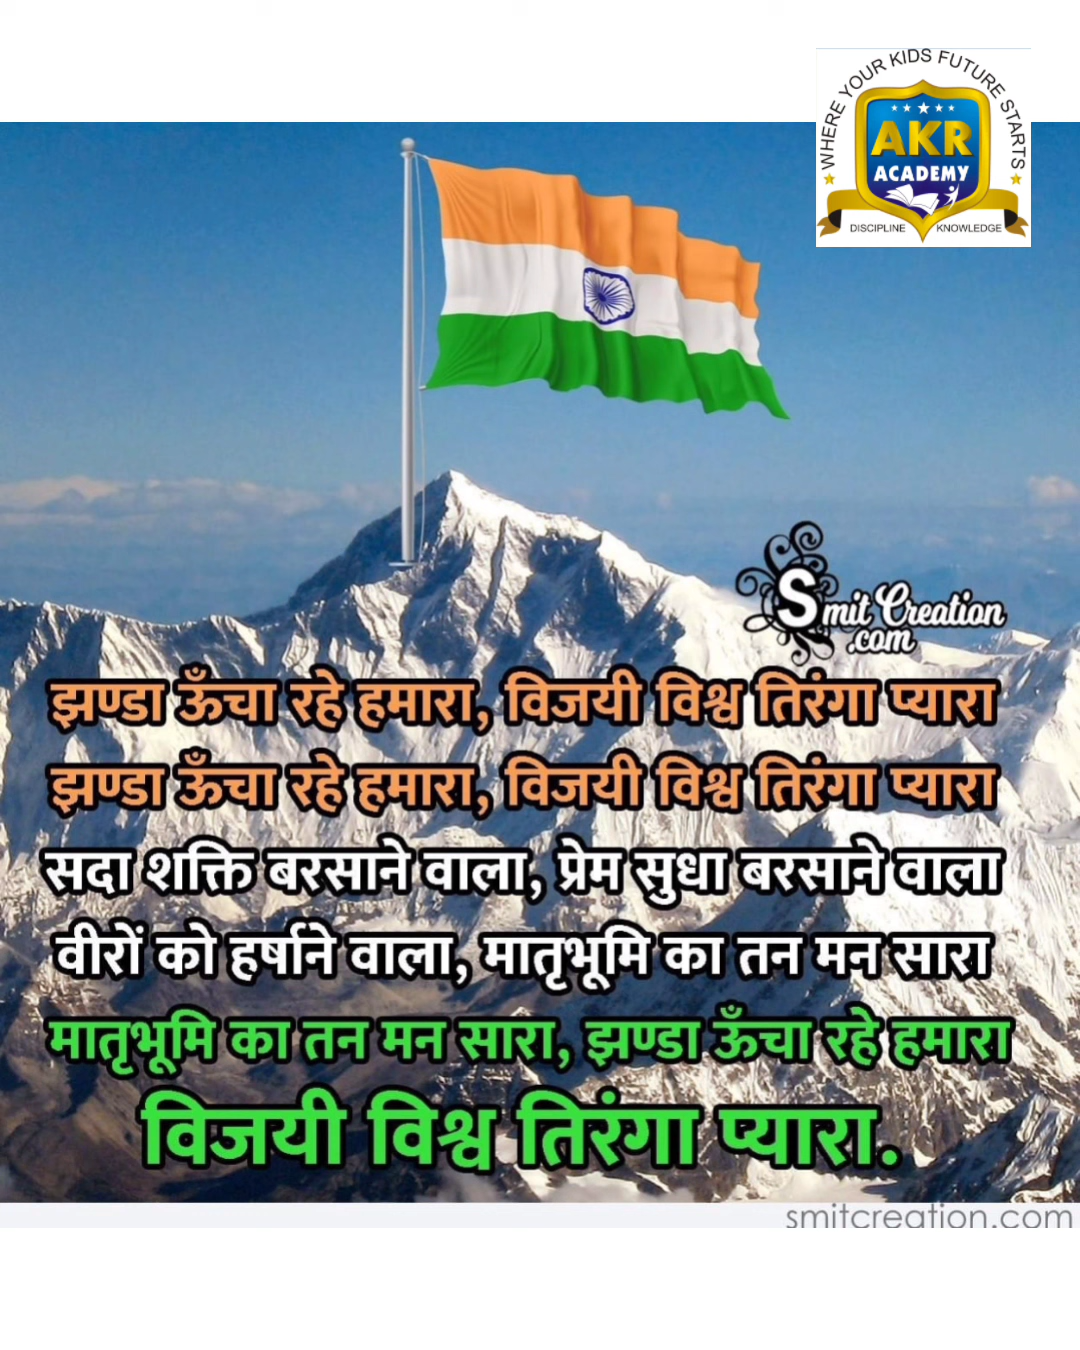 WHERE YOUR KIDS FUTURE STARTS
AKR
ACADEMY
DISCIPLINE KNOWLEDGE
Smit Creation
.com
झण्डा ऊँचा रहे हमारा, विजयी विश्व तिरंगा प्यारा
झण्डा ऊँचा रहे हमारा, विजयी विश्व तिरंगा प्यारा
सदा शक्ति बरसाने वाला, प्रेम सुधा बरसाने वाला
वीरों को हर्षाने वाला, मातृभूमि का तन मन सारा
मातृभूमि का तन मन सारा, झण्डा ऊँचा रहे हमारा
विजयी विश्व तिरंगा प्यारा.
smitcreation.com